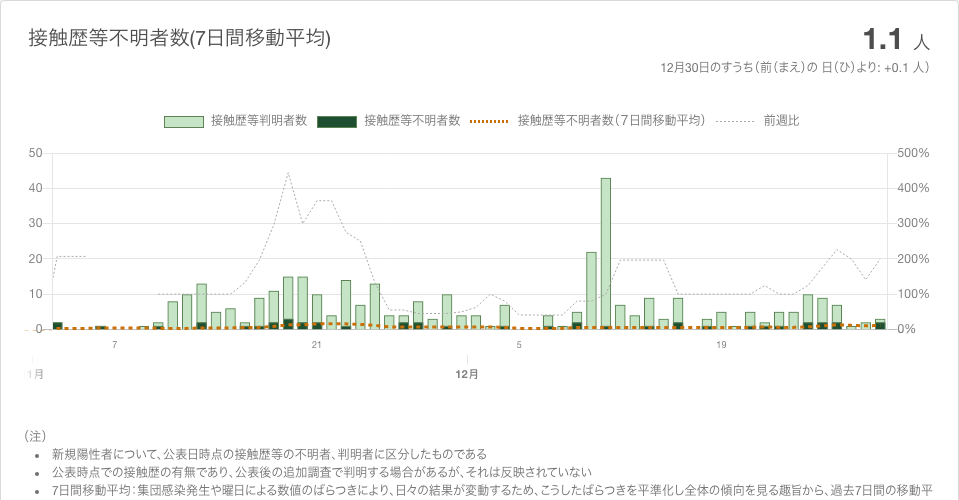 接触歴等不明者数(7日間移動平均)
1.1 人
12月30日のすうち（前（まえ）の 日（ひ）より: +0.1 人）
接触歴等判明者数 接触歴等不明者数 接触歴等不明者数（7日間移動平均） 前週比
50 500%
40 400%
30 300%
20 200%
10 100%
0 0%
7 21 5 19
1月 12月
（注）
• 新規陽性者について、公表日時点の接触歴等の不明者、判明者に区分したものである
• 公表時点での接触歴の有無であり、公表後の追加調査で判明する場合があるが、それは反映されていない
• 7日間移動平均：集団感染発生や曜日による数値のばらつきにより、日々の結果が変動するため、こうしたばらつきを平準化し全体の傾向を見る趣旨から、過去7日間の移動平